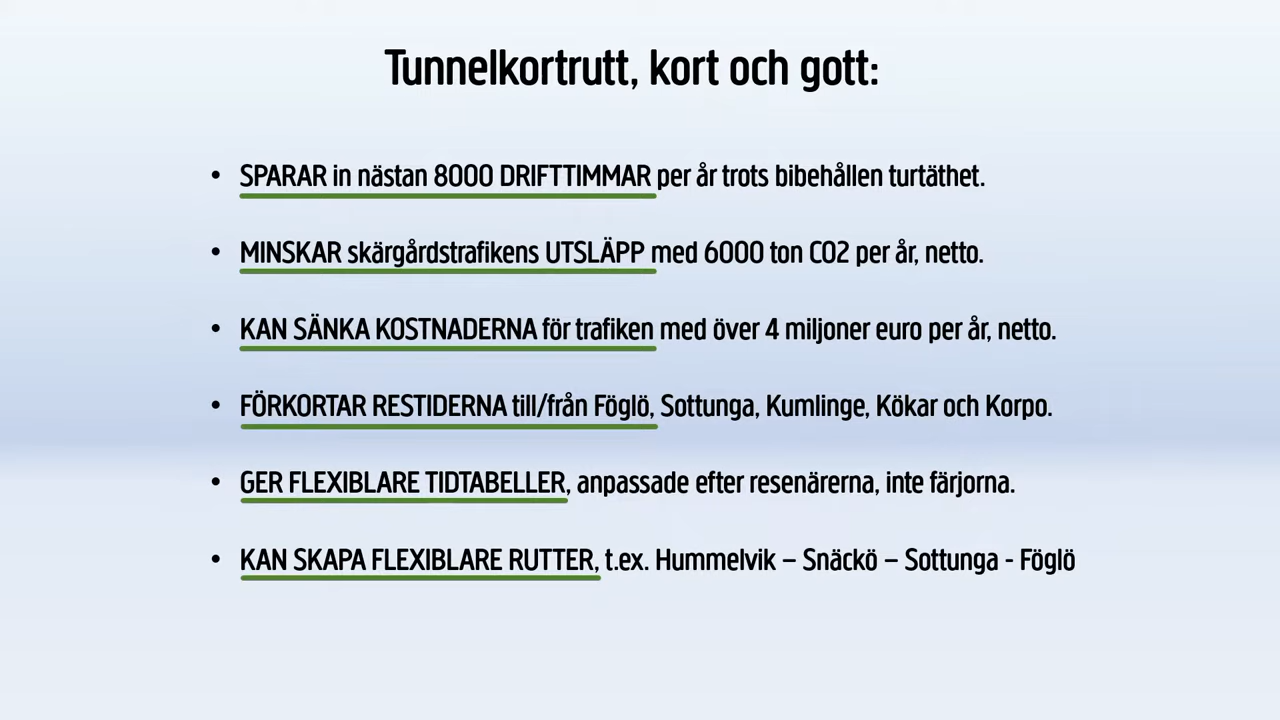 Tunnelkortrutt, kort och gott:
• SPARAR in nästan 8000 DRIFTTIMMAR per år trots bibehållen turtäthet.
• MINSKAR skärgårdstrafikens UTSLÄPP med 6000 ton CO2 per år, netto.
• KAN SÄNKA KOSTNADERNA för trafiken med över 4 miljoner euro per år, netto.
• FÖRKORTAR RESTIDERNA till/från Föglö, Sottunga, Kumlinge, Kökar och Korpo.
• GER FLEXIBLARE TIDTABELLER, anpassade efter resenärerna, inte färjorna.
• KAN SKAPA FLEXIBLARE RUTTER, t.ex. Hummelvik – Snäckö – Sottunga - Föglö